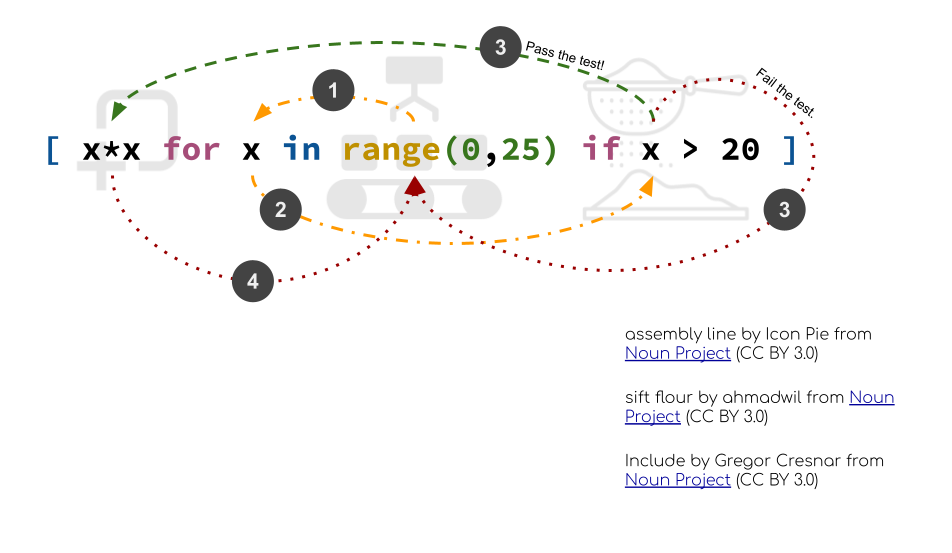 3
Pass the test!
Fail the test.
1
[ x*x for x in range(0,25) if x > 20 ]
2
3
4
assembly line by Icon Pie from
Noun Project (CC BY 3.0)
sift flour by ahmadwil from Noun
Project (CC BY 3.0)
Include by Gregor Cresnar from
Noun Project (CC BY 3.0)